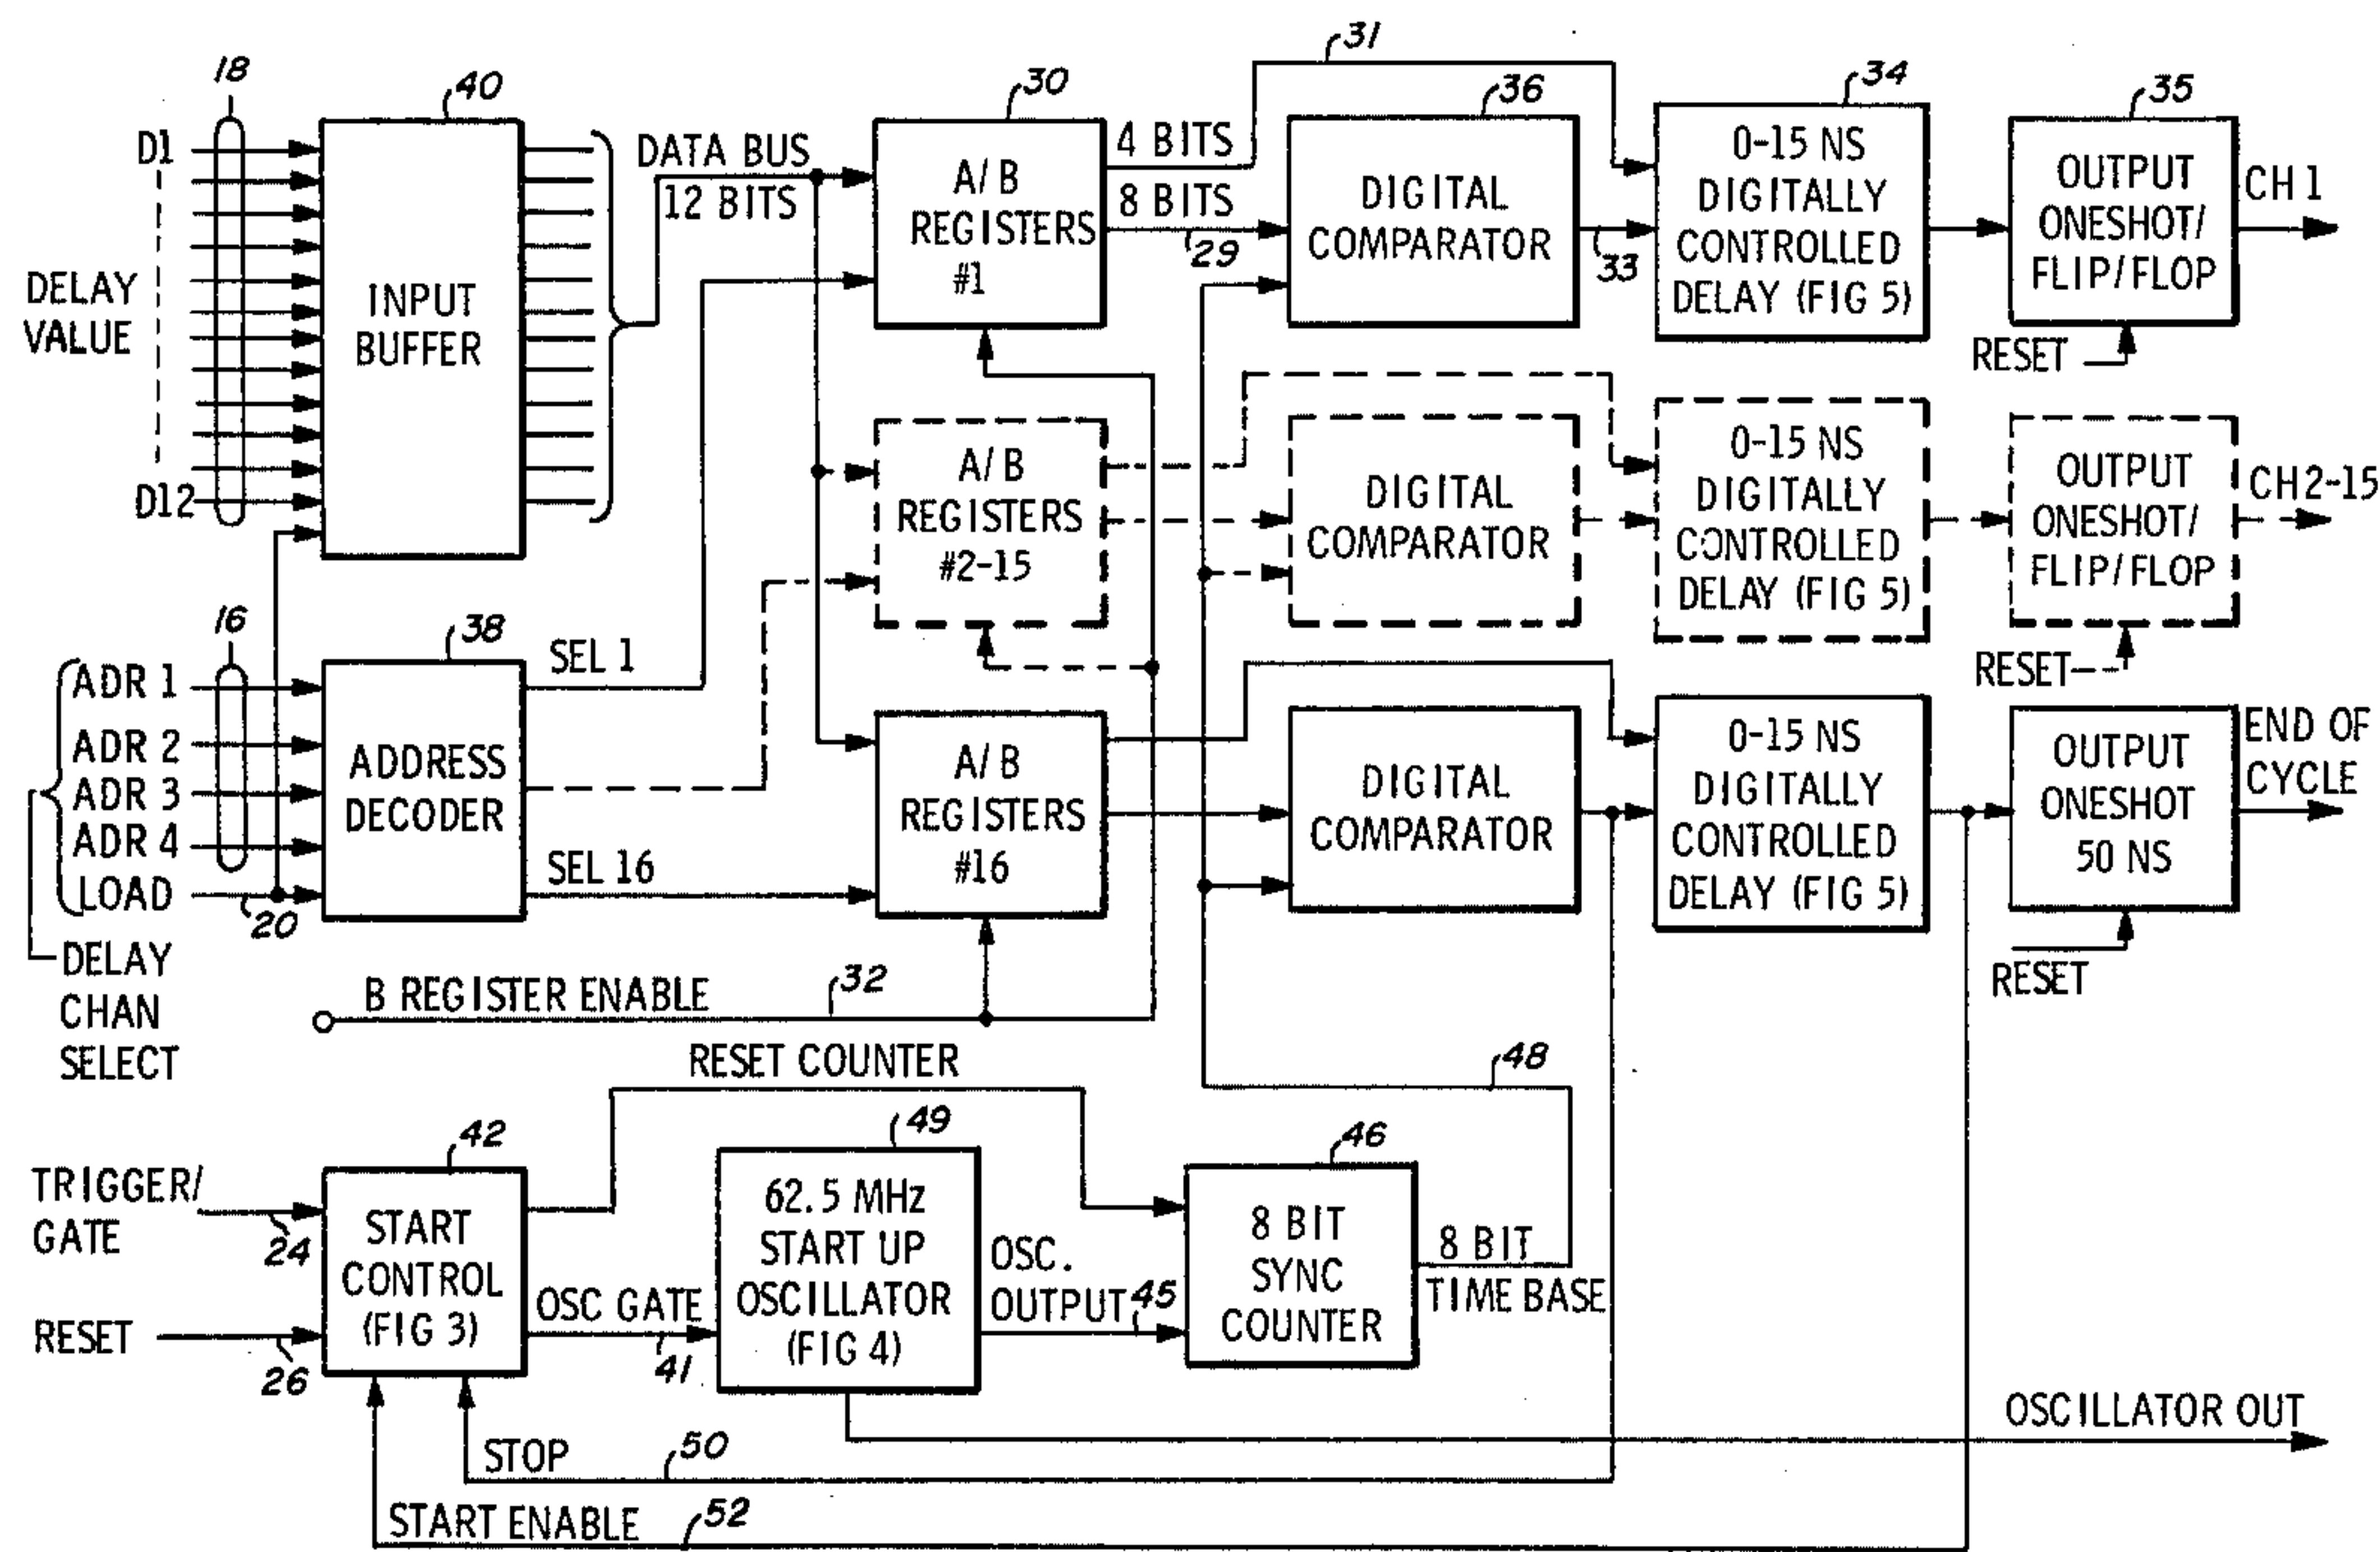 18
40
D1
DELAY
VALUE
D12
INPUT
BUFFER
DATA BUS
12 BITS
30
A/B
REGISTERS
#1
4 BITS
8 BITS
29
31
36
DIGITAL
COMPARATOR
33
34
0-15 NS
DIGITALLY
CONTROLLED
DELAY (FIG 5)
35
OUTPUT
ONESHOT/
FLIP/FLOP
CH 1
RESET
A/B
REGISTERS
#2-15
DIGITAL
COMPARATOR
0-15 NS
DIGITALLY
CONTROLLED
DELAY (FIG 5)
OUTPUT
ONESHOT/
FLIP/FLOP
CH2-15
RESET
16
38
ADR 1
ADR 2
ADR 3
ADR 4
LOAD
20
DELAY
CHAN
SELECT
ADDRESS
DECODER
SEL 1
SEL 16
A/B
REGISTERS
#16
DIGITAL
COMPARATOR
0-15 NS
DIGITALLY
CONTROLLED
DELAY (FIG 5)
OUTPUT
ONESHOT
50 NS
END OF
CYCLE
RESET
B REGISTER ENABLE
32
RESET COUNTER
48
TRIGGER/
GATE
24
RESET
26
42
START
CONTROL
(FIG 3)
OSC GATE
41
49
62.5 MHz
START UP
OSCILLATOR
(FIG 4)
OSC.
OUTPUT
45
46
8 BIT
SYNC
COUNTER
8 BIT
TIME BASE
OSCILLATOR OUT
STOP
50
START ENABLE
52